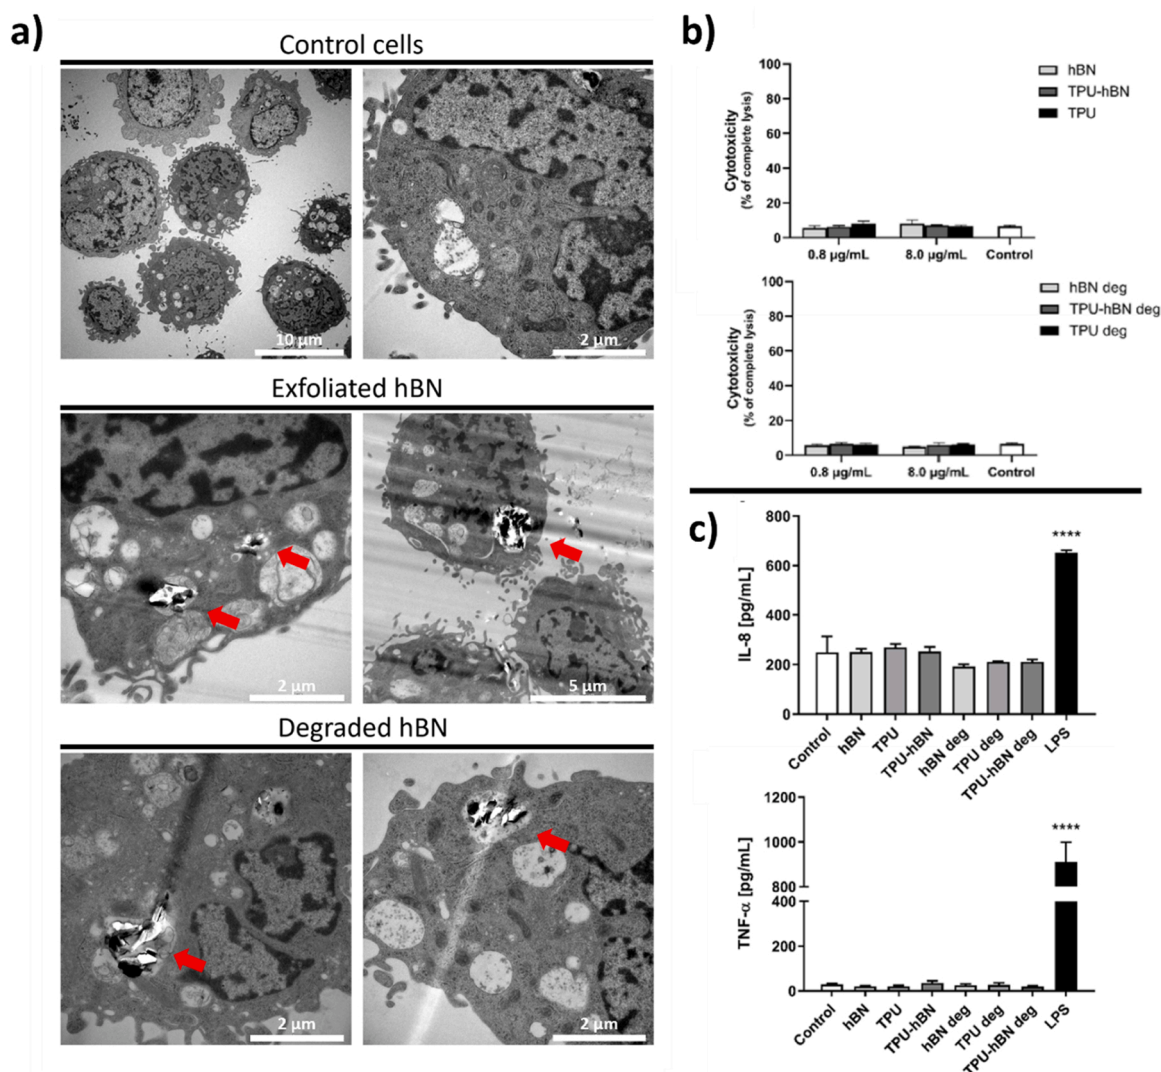 a)
Control cells
10 µm
2 µm
Exfoliated hBN
2 µm
5 µm
Degraded hBN
2 µm
2 µm
b)
100
80
60
40
20
0
Cytotoxicity
(% of complete lysis)
0.8 µg/mL
8.0 µg/mL
Control
hBN
TPU-hBN
TPU
100
80
60
40
20
0
Cytotoxicity
(% of complete lysis)
0.8 µg/mL
8.0 µg/mL
Control
hBN deg
TPU-hBN deg
TPU deg
c)
800
600
400
200
0
IL-8 [pg/mL]
****
Control
hBN
TPU
TPU-hBN
hBN deg
TPU deg
TPU-hBN deg
LPS
1200
1000
800
400
200
0
TNF-α [pg/mL]
****
Control
hBN
TPU
TPU-hBN
hBN deg
TPU deg
TPU-hBN deg
LPS